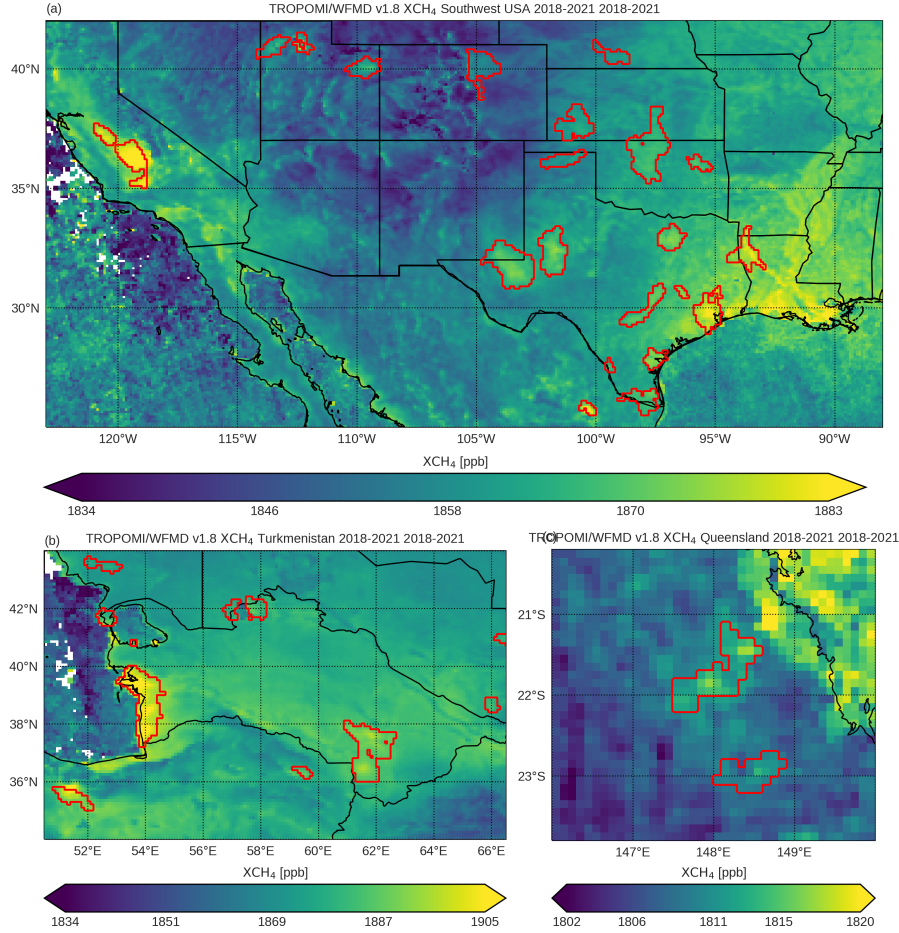 (a) TROPOMI/WFMD v1.8 XCH₄ Southwest USA 2018-2021 2018-2021
40°N
35°N
30°N
120°W 115°W 110°W 105°W 100°W 95°W 90°W
XCH₄ [ppb]
1834 1846 1858 1870 1883
(b) TROPOMI/WFMD v1.8 XCH₄ Turkmenistan 2018-2021 2018-2021
42°N
40°N
38°N
36°N
52°E 54°E 56°E 58°E 60°E 62°E 64°E 66°E
XCH₄ [ppb]
1834 1851 1869 1887 1905
(c) TROPOMI/WFMD v1.8 XCH₄ Queensland 2018-2021 2018-2021
21°S
22°S
23°S
147°E 148°E 149°E
XCH₄ [ppb]
1802 1806 1811 1815 1820